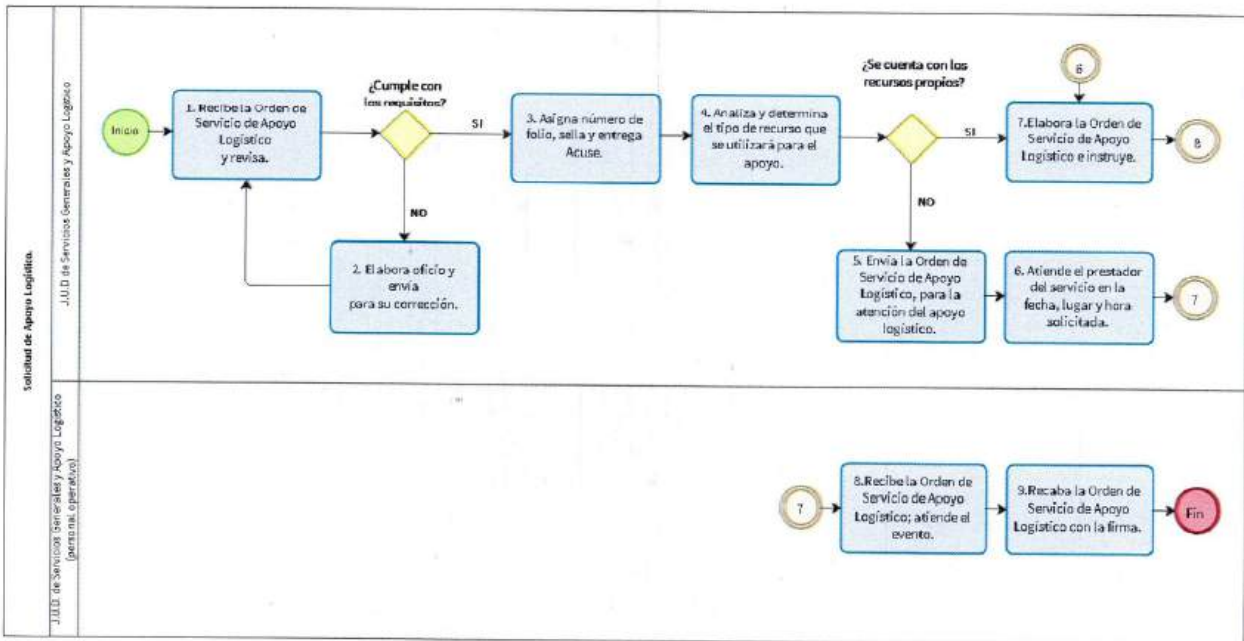 Solicitud de Apoyo Logístico.
J.U.D de Servicios Generales y Apoyo Logístico
Inicio
1. Recibe la Orden de
Servicio de Apoyo
Logístico
y revisa.
¿Cumple con
los requisitos?
SI
NO
2. Elabora oficio y
envía
para su corrección.
3. Asigna número de
folio, sella y entrega
Acuse.
4. Analiza y determina
el tipo de recurso que
se utilizará para el
apoyo.
¿Se cuenta con los
recursos propios?
SI
NO
6
7.Elabora la Orden de
Servicio de Apoyo
Logístico e instruye.
8
5. Envía la Orden de
Servicio de Apoyo
Logístico, para la
atención del apoyo
logístico.
6. Atiende el prestador
del servicio en la
fecha, lugar y hora
solicitada.
7
J.U.D. de Servicios Generales y Apoyo Logístico
(personal operativo)
7
8.Recibe la Orden de
Servicio de Apoyo
Logístico; atiende el
evento.
9.Recaba la Orden de
Servicio de Apoyo
Logístico con la firma.
Fin